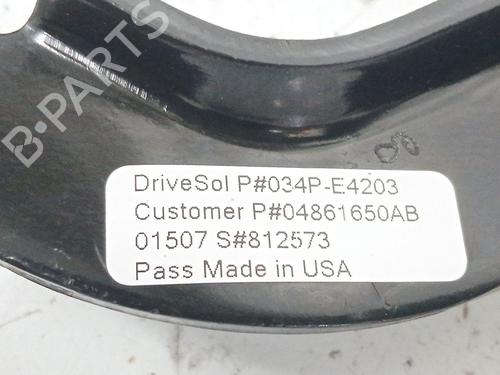 B-PARTS
DriveSol P#034P-E4203
Customer P#04861650AB
01507 S#812573
Pass Made in USA